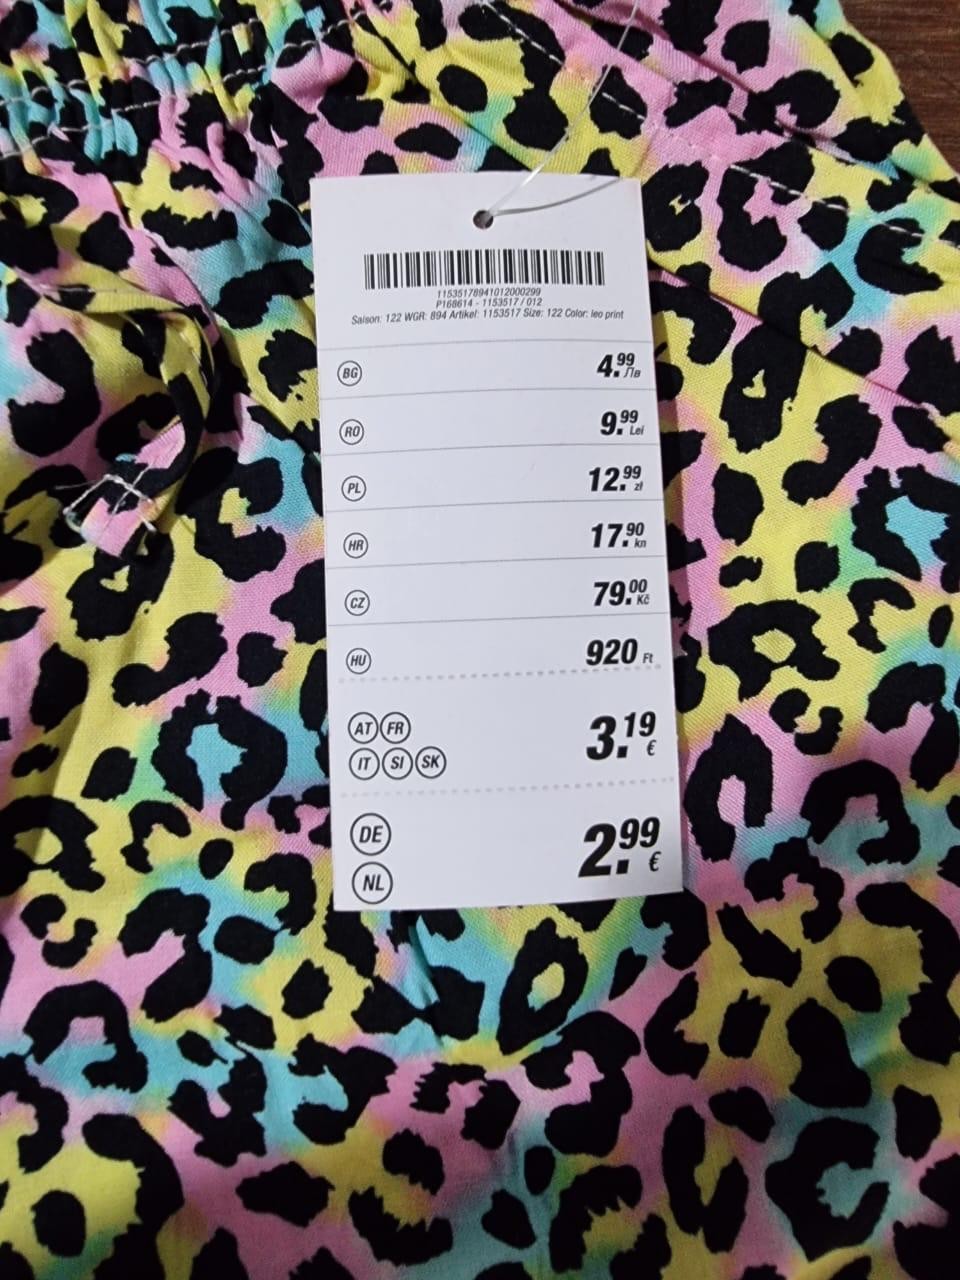 11535178941012000299
P168614 - 1153517 / 012
Saison: 122 WGR: 894 Artikel: 1153517 Size: 122 Color: leo print
BG 4.99 Лв
RO 9.99 Lei
PL 12.99 zł
HR 17.90 kn
CZ 79.00 Kč
HU 920 Ft
AT FR
IT SI SK 3.19 €
DE
NL 2.99 €